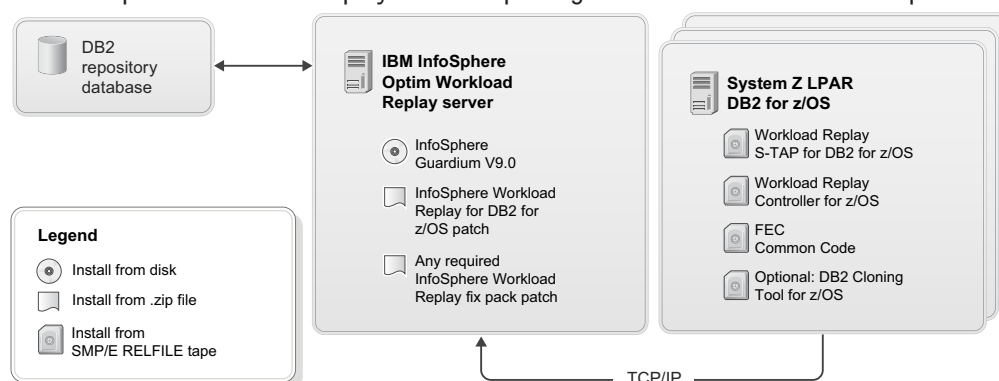 DB2
repository
database
IBM InfoSphere
Optim Workload
Replay server
InfoSphere
Guardium V9.0
InfoSphere Workload
Replay for DB2 for
z/OS patch
Any required
InfoSphere Workload
Replay fix pack patch
System Z LPAR
DB2 for z/OS
Workload Replay
S-TAP for DB2 for z/OS
Workload Replay
Controller for z/OS
FEC
Common Code
Optional: DB2 Cloning
Tool for z/OS
Legend
Install from disk
Install from .zip file
Install from
SMP/E RELFILE tape
TCP/IP